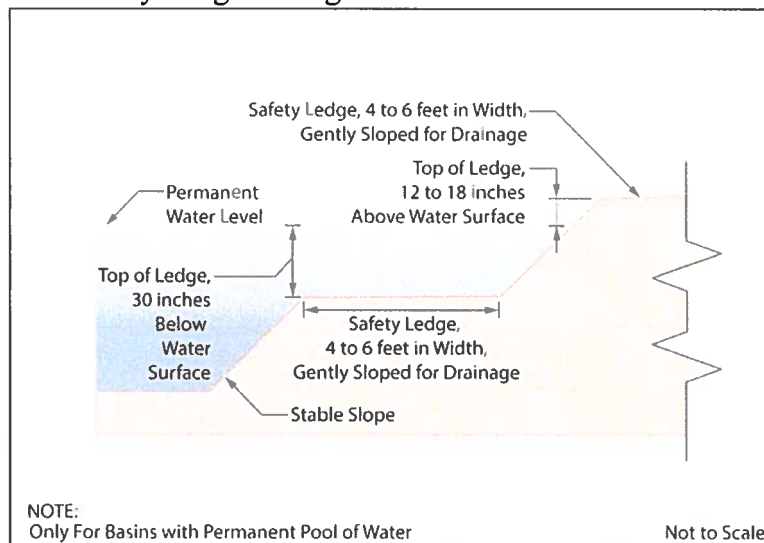 Safety Ledge, 4 to 6 feet in Width,
Gently Sloped for Drainage
Top of Ledge,
12 to 18 inches
Above Water Surface
Permanent
Water Level
Top of Ledge,
30 inches
Below
Water
Surface
Safety Ledge,
4 to 6 feet in Width,
Gently Sloped for Drainage
Stable Slope
NOTE:
Only For Basins with Permanent Pool of Water
Not to Scale